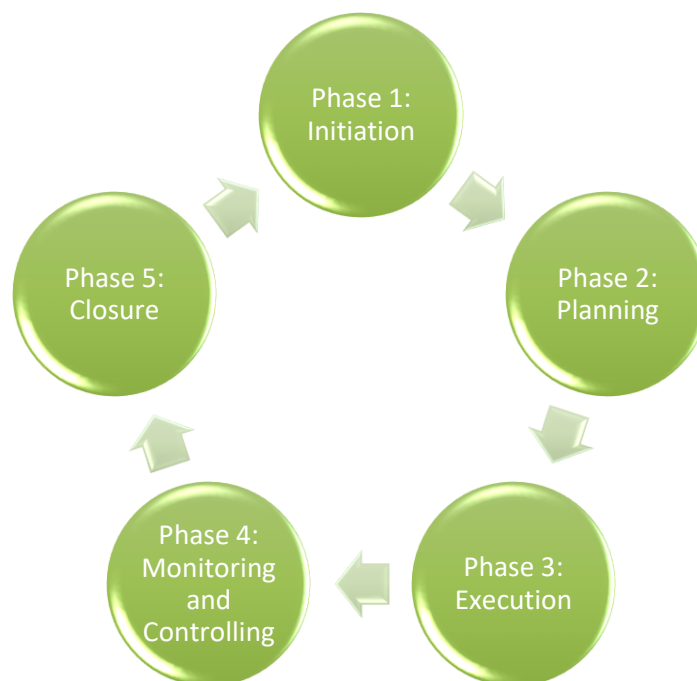 Phase 1:
Initiation
Phase 2:
Planning
Phase 3:
Execution
Phase 4:
Monitoring
and
Controlling
Phase 5:
Closure